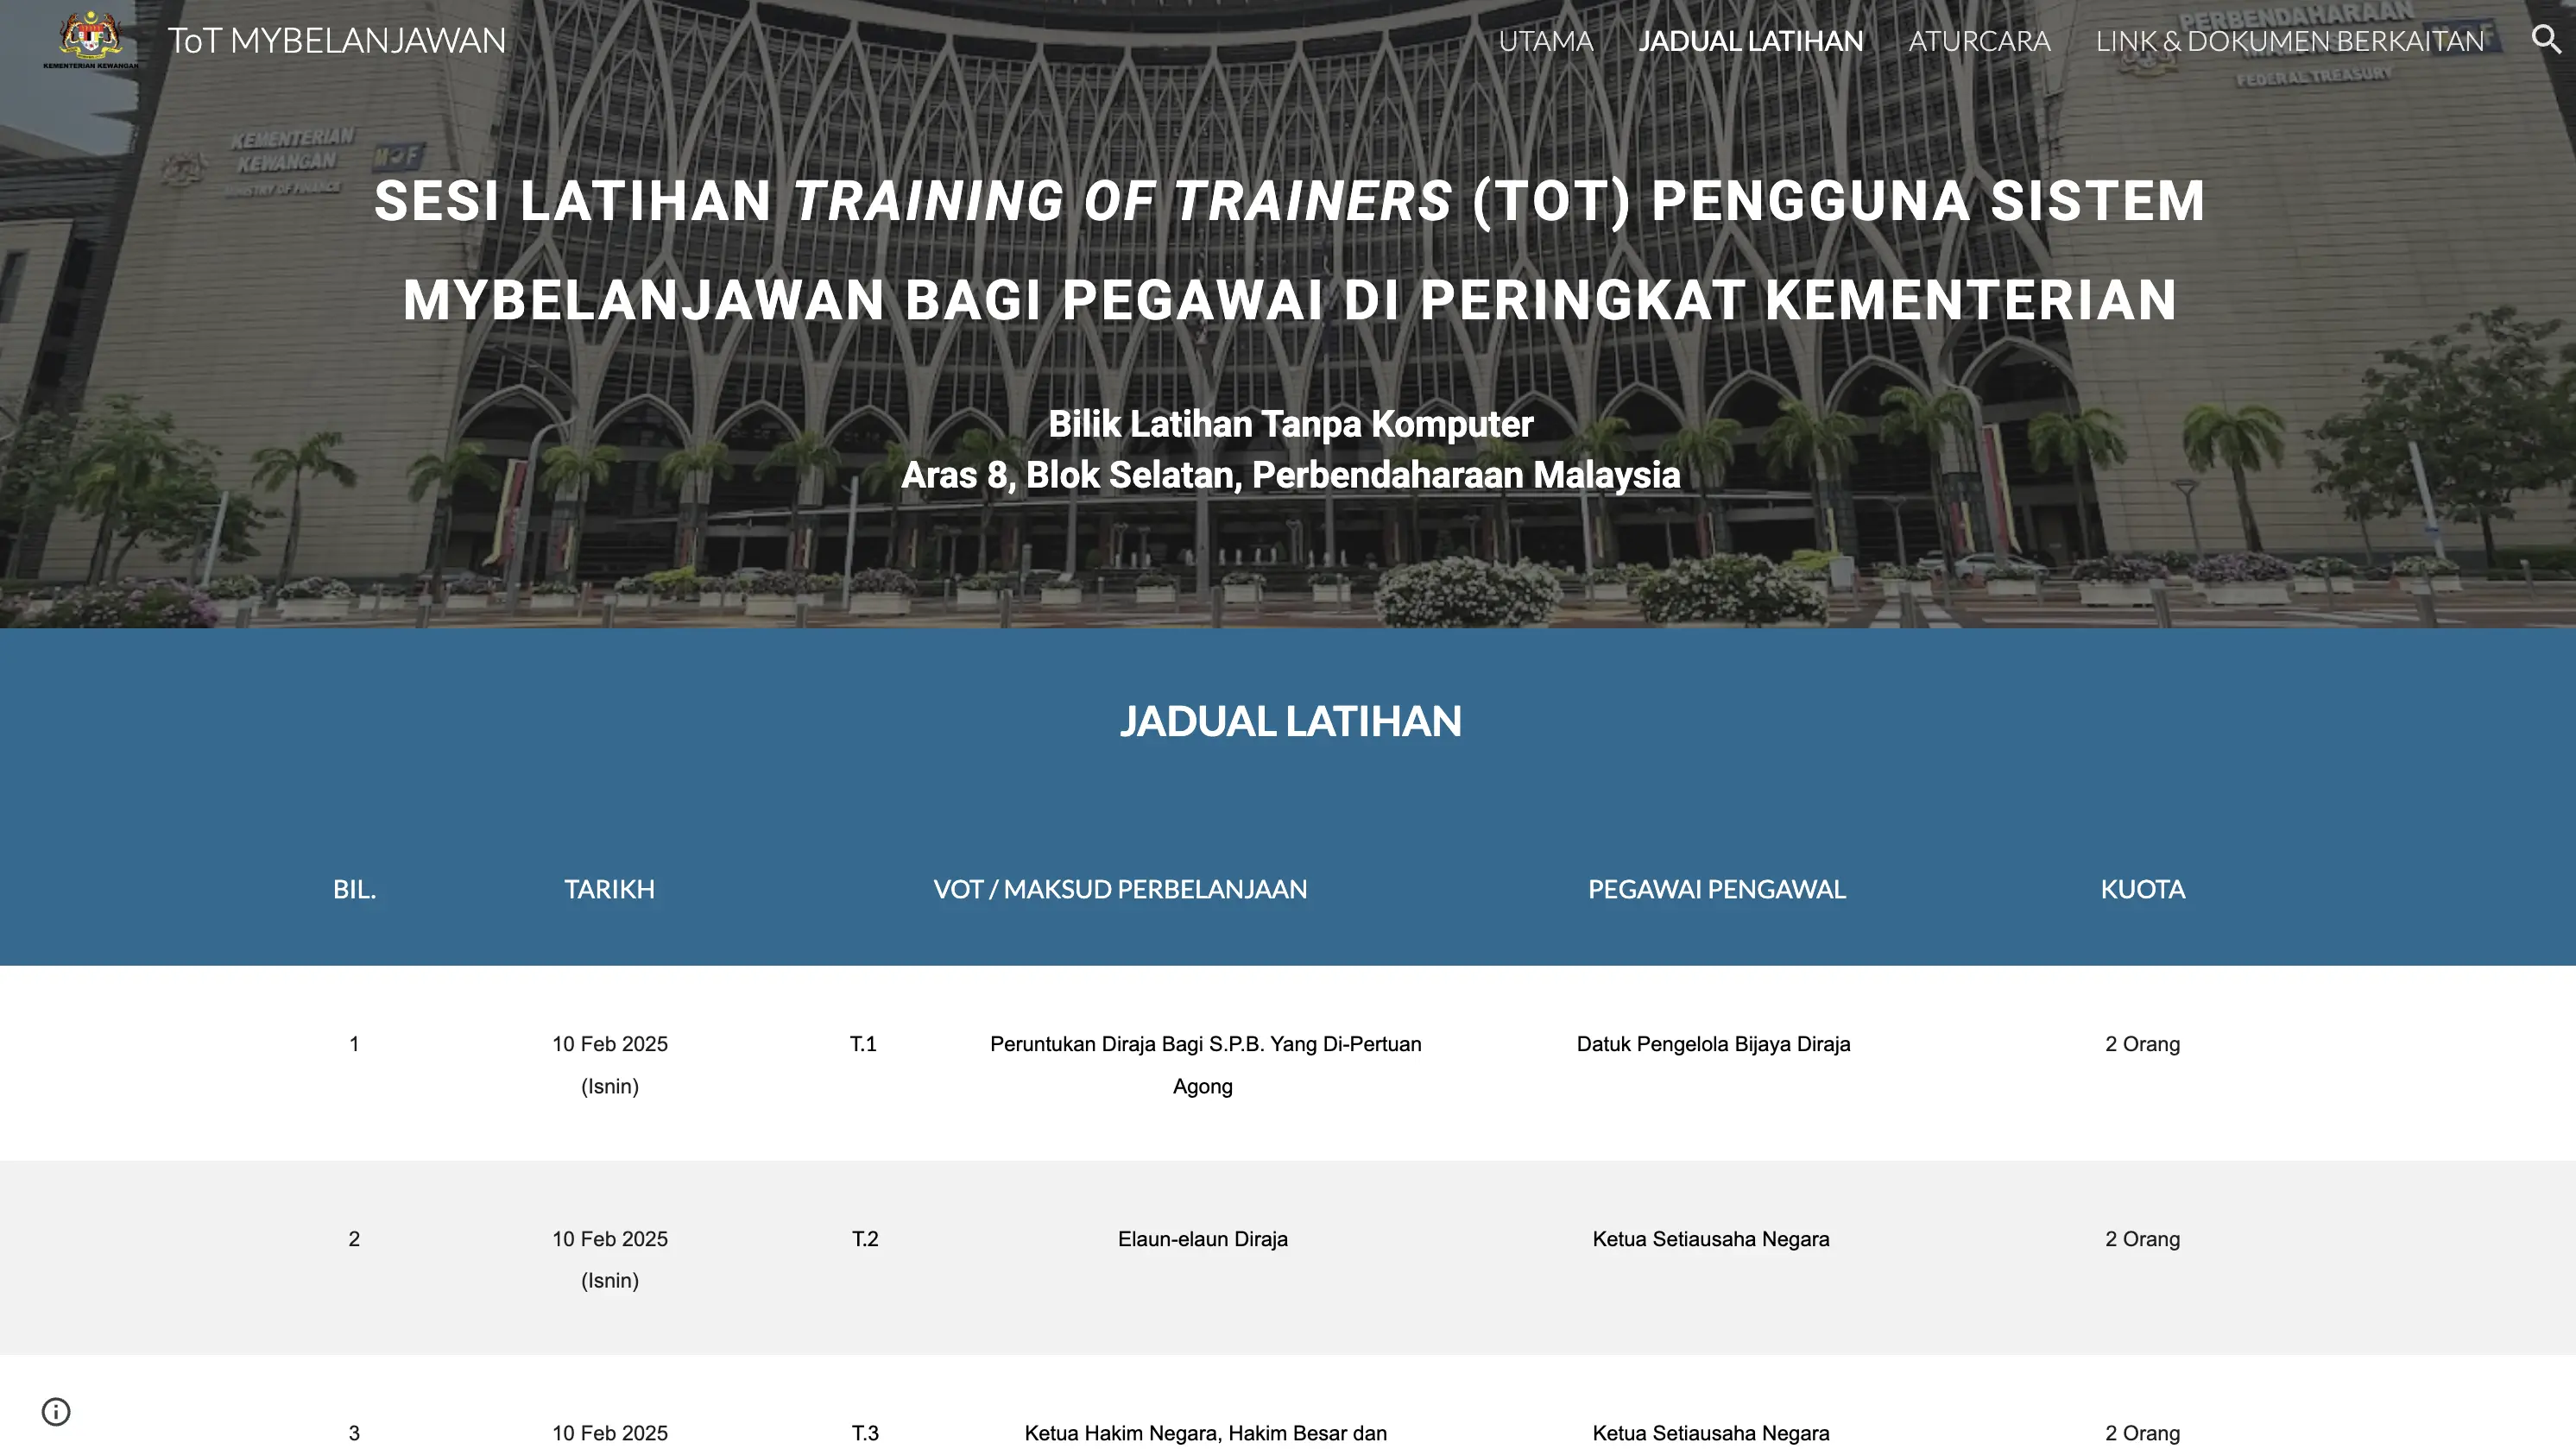 KEMENTERIAN KEWANGAN
ToT MYBELANJAWAN
UTAMA
JADUAL LATIHAN
ATURCARA
LINK & DOKUMEN BERKAITAN
PERBENDAHARAAN
FEDERAL TREASURY
KEMENTERIAN
KEWANGAN
MOF
MINISTRY OF FINANCE
SESI LATIHAN TRAINING OF TRAINERS (TOT) PENGGUNA SISTEM
MYBELANJAWAN BAGI PEGAWAI DI PERINGKAT KEMENTERIAN
Bilik Latihan Tanpa Komputer
Aras 8, Blok Selatan, Perbendaharaan Malaysia
JADUAL LATIHAN
BIL. TARIKH VOT / MAKSUD PERBELANJAAN PEGAWAI PENGAWAL KUOTA
1 10 Feb 2025 T.1 Peruntukan Diraja Bagi S.P.B. Yang Di-Pertuan Datuk Pengelola Bijaya Diraja 2 Orang
(Isnin) Agong
2 10 Feb 2025 T.2 Elaun-elaun Diraja Ketua Setiausaha Negara 2 Orang
(Isnin)
3 10 Feb 2025 T.3 Ketua Hakim Negara, Hakim Besar dan Ketua Setiausaha Negara 2 Orang